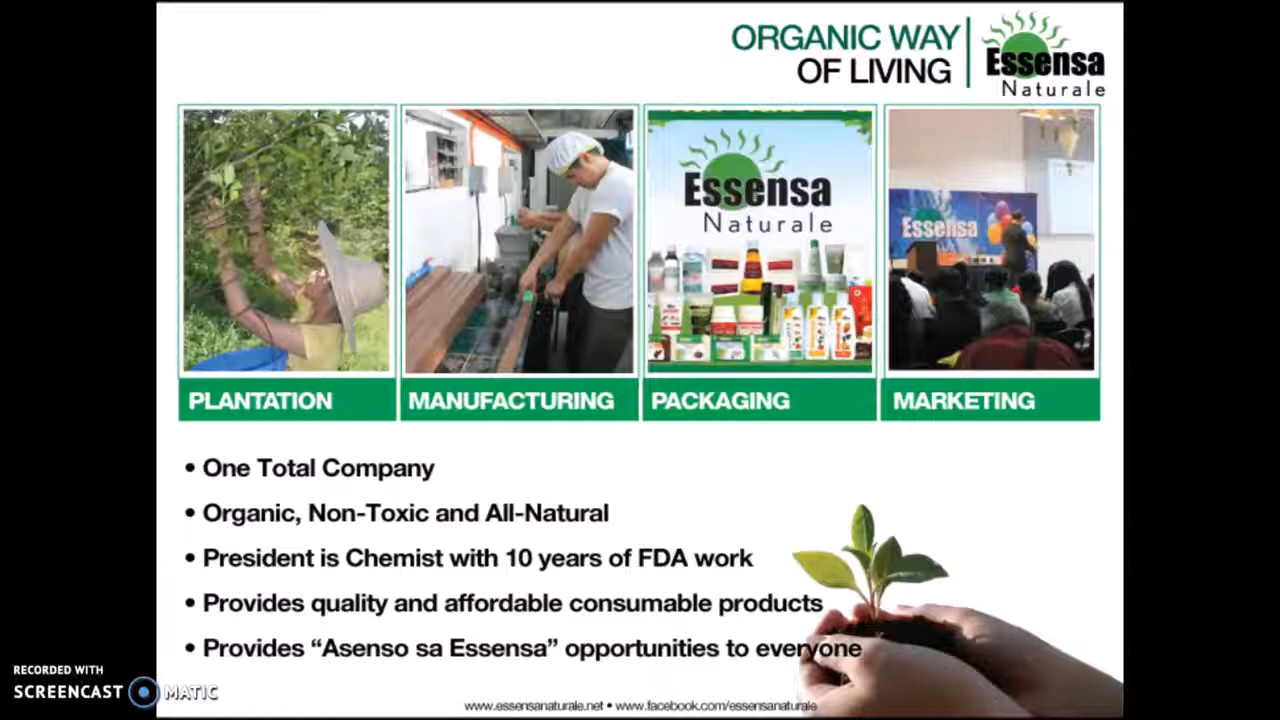 ORGANIC WAY
OF LIVING
Essensa
Naturale
Essensa
Naturale
Essensa
PLANTATION
MANUFACTURING
PACKAGING
MARKETING
• One Total Company
• Organic, Non-Toxic and All-Natural
• President is Chemist with 10 years of FDA work
• Provides quality and affordable consumable products
• Provides “Asenso sa Essensa” opportunities to everyone
www.essensanaturale.net • www.facebook.com/essensanaturale
RECORDED WITH
SCREENCAST MATIC